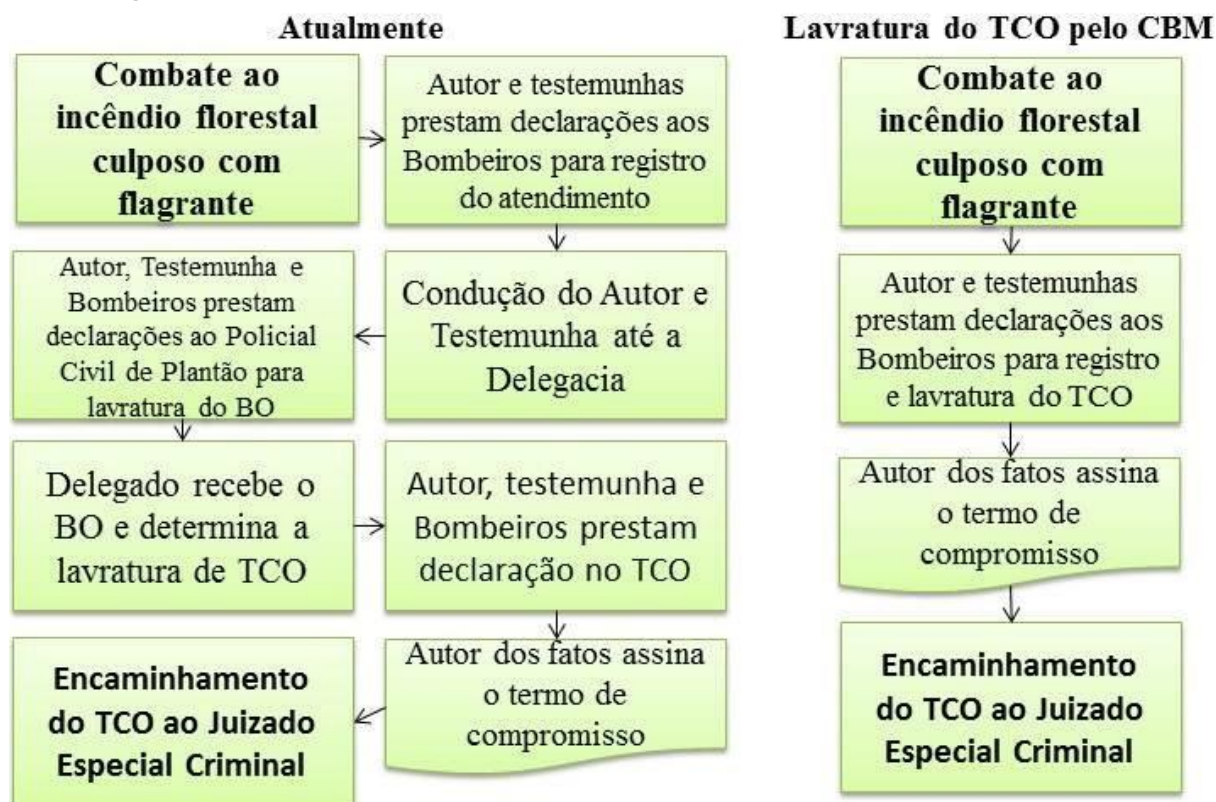 Atualmente
Combate ao
incêndio florestal
culposo com
flagrante
Autor e testemunhas
prestam declarações aos
Bombeiros para registro
do atendimento
Condução do Autor e
Testemunha até a
Delegacia
Autor, Testemunha e
Bombeiros prestam
declarações ao Policial
Civil de Plantão para
lavratura do BO
Delegado recebe o
BO e determina a
lavratura de TCO
Autor, testemunha e
Bombeiros prestam
declaração no TCO
Autor dos fatos assina
o termo de
compromisso
Encaminhamento
do TCO ao Juizado
Especial Criminal
Lavratura do TCO pelo CBM
Combate ao
incêndio florestal
culposo com
flagrante
Autor e testemunhas
prestam declarações aos
Bombeiros para registro
e lavratura do TCO
Autor dos fatos assina
o termo de
compromisso
Encaminhamento
do TCO ao Juizado
Especial Criminal